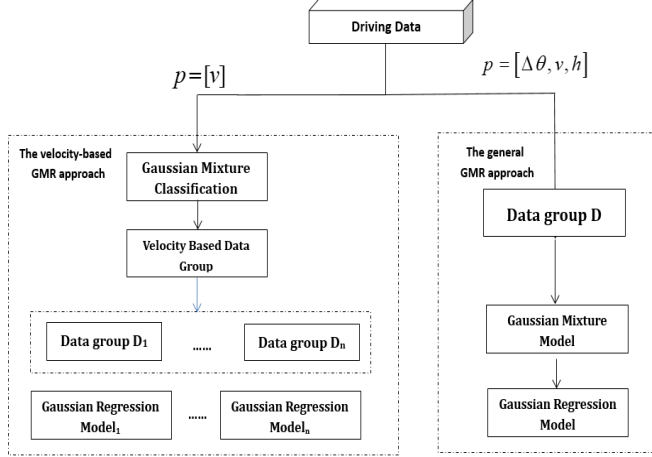 Driving Data
p = [v]
p = [Δθ, v, h]
The velocity-based
GMR approach
Gaussian Mixture
Classification
Velocity Based Data
Group
Data group D₁
......
Data group Dₙ
Gaussian Regression
Model₁
......
Gaussian Regression
Modelₙ
The general
GMR approach
Data group D
Gaussian Mixture
Model
Gaussian Regression
Model